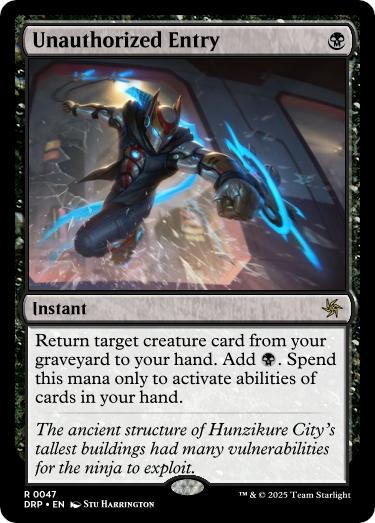 Unauthorized Entry
Instant
Return target creature card from your
graveyard to your hand. Add . Spend
this mana only to activate abilities of
cards in your hand.
The ancient structure of Hunzikure City's
tallest buildings had many vulnerabilities
for the ninja to exploit.
R 0047
DRP • EN Stu Harrington
™ & © 2025 Team Starlight